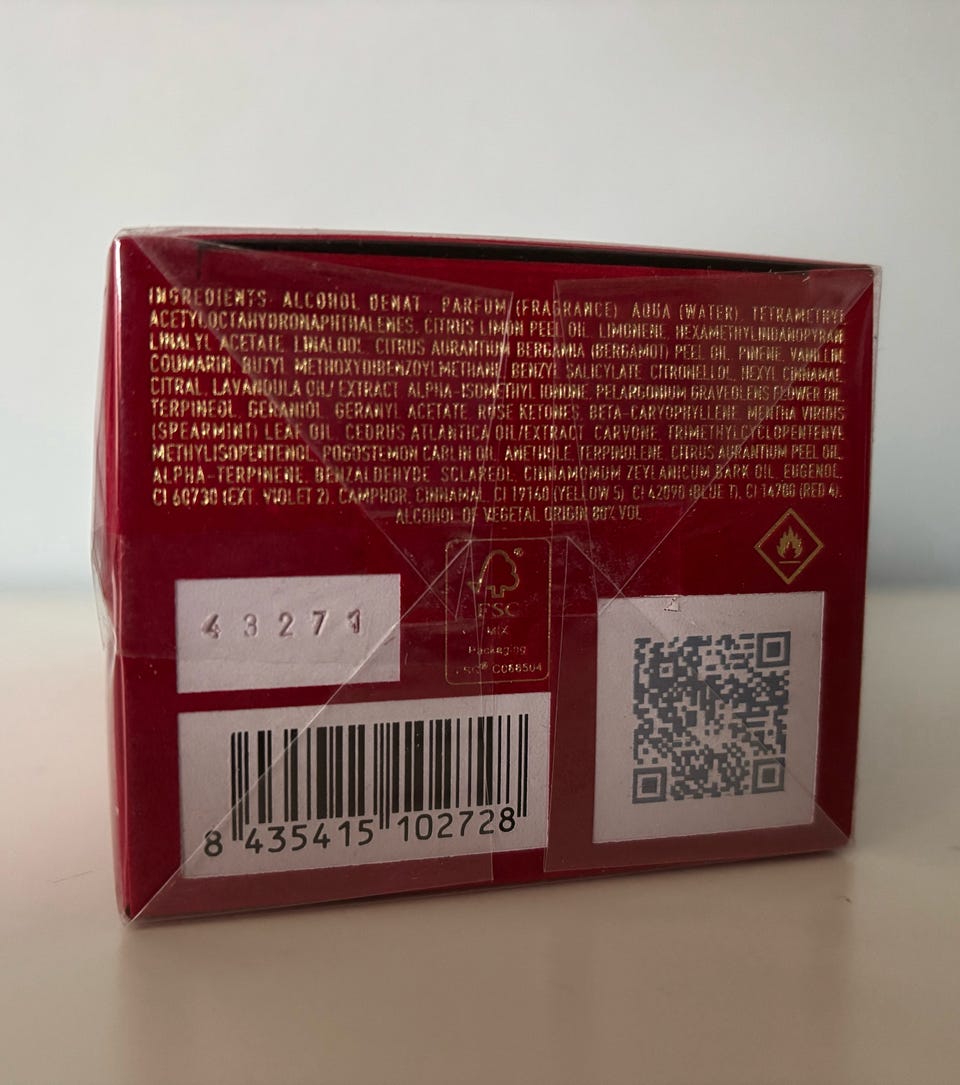 INGREDIENTS: ALCOHOL DENAT., PARFUM (FRAGRANCE), AQUA (WATER), TETRAMETHYL
ACETYLOCTAHYDRONAPHTHALENES, CITRUS LIMON PEEL OIL, LIMONENE, HEXAMETHYLINDANOPYRAN,
LINALYL ACETATE, LINALOOL, CITRUS AURANTIUM BERGAMIA (BERGAMOT) PEEL OIL, PINENE, VANILLIN,
COUMARIN, BUTYL METHOXYDIBENZOYLMETHANE, BENZYL SALICYLATE, CITRONELLOL, HEXYL CINNAMAL,
CITRAL, LAVANDULA OIL/ EXTRACT, ALPHA-ISOMETHYL IONONE, PELARGONIUM GRAVEOLENS FLOWER OIL,
TERPINEOL, GERANIOL, GERANYL ACETATE, ROSE KETONES, BETA-CARYOPHYLLENE, MENTHA VIRIDIS
(SPEARMINT) LEAF OIL, CEDRUS ATLANTICA OIL/EXTRACT, CARVONE, TRIMETHYLCYCLOPENTENYL
METHYLISOPENTENOL, POGOSTEMON CABLIN OIL, ANETHOLE, TERPINOLENE, CITRUS AURANTIUM PEEL OIL,
ALPHA-TERPINENE, BENZALDEHYDE, SCLAREOL, CINNAMOMUM ZEYLANICUM BARK OIL, EUGENOL,
CI 60730 (EXT. VIOLET 2), CAMPHOR, CINNAMAL, CI 19140 (YELLOW 5), CI 42090 (BLUE 1), CI 14700 (RED 4).
ALCOHOL OF VEGETAL ORIGIN 80% VOL
FSC®
MIX
Packaging
FSC® C088504
43271
8 435415 102728